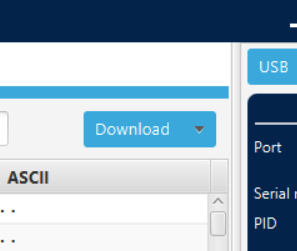 USB
Download
Port
ASCII
. .
Serial
PID
. .